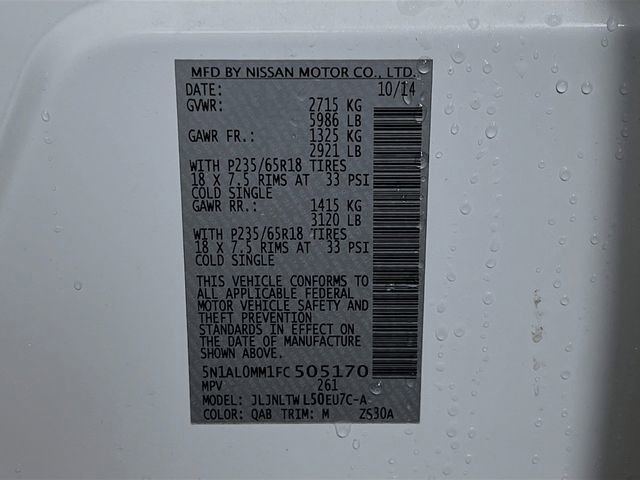 MFD BY NISSAN MOTOR CO., LTD.
DATE: 10/14
GVWR: 2715 KG
5986 LB
GAWR FR.: 1325 KG
2921 LB
WITH P235/65R18 TIRES
18 X 7.5 RIMS AT 33 PSI
COLD SINGLE
GAWR RR.: 1415 KG
3120 LB
WITH P235/65R18 TIRES
18 X 7.5 RIMS AT 33 PSI
COLD SINGLE
THIS VEHICLE CONFORMS TO
ALL APPLICABLE FEDERAL
MOTOR VEHICLE SAFETY AND
THEFT PREVENTION
STANDARDS IN EFFECT ON
THE DATE OF MANUFACTURE
SHOWN ABOVE.
5N1AL0MM1FC505170
MPV 261
MODEL: JLJNLTWL50EU7C-A
COLOR: QAB TRIM: M ZS30A